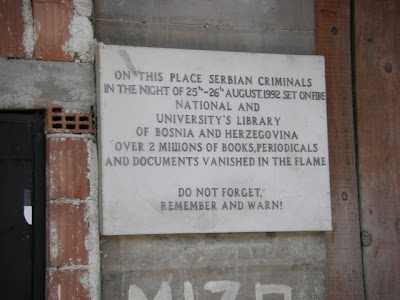 ON THIS PLACE SERBIAN CRIMINALS
IN THE NIGHT OF 25TH-26TH AUGUST,1992. SET ON FIRE
NATIONAL AND
UNIVERSITY'S LIBRARY
OF BOSNIA AND HERZEGOVINA
OVER 2 MILLIONS OF BOOKS,PERIODICALS
AND DOCUMENTS VANISHED IN THE FLAME
DO NOT FORGET,
REMEMBER AND WARN!